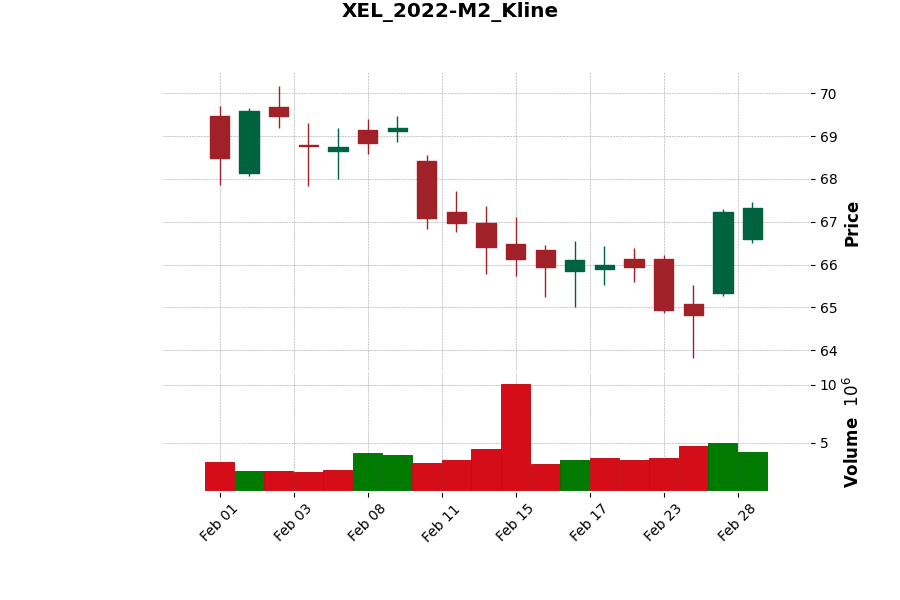 XEL_2022-M2_Kline
70
69
68
67
66
65
64
Price
10
5
Volume 10^6
Feb 01
Feb 03
Feb 08
Feb 11
Feb 15
Feb 17
Feb 23
Feb 28